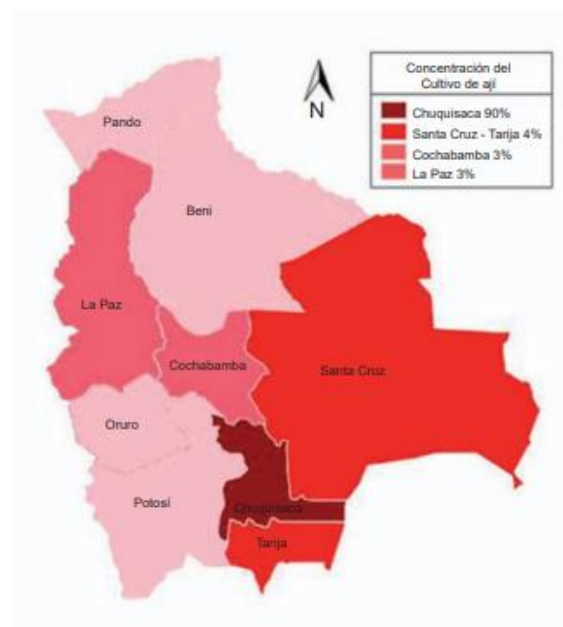 Concentración del
Cultivo de ají
Chuquisaca 90%
Santa Cruz - Tarija 4%
Cochabamba 3%
La Paz 3%
N
Pando
Beni
La Paz
Cochabamba
Santa Cruz
Oruro
Potosí
Chuquisaca
Tarija